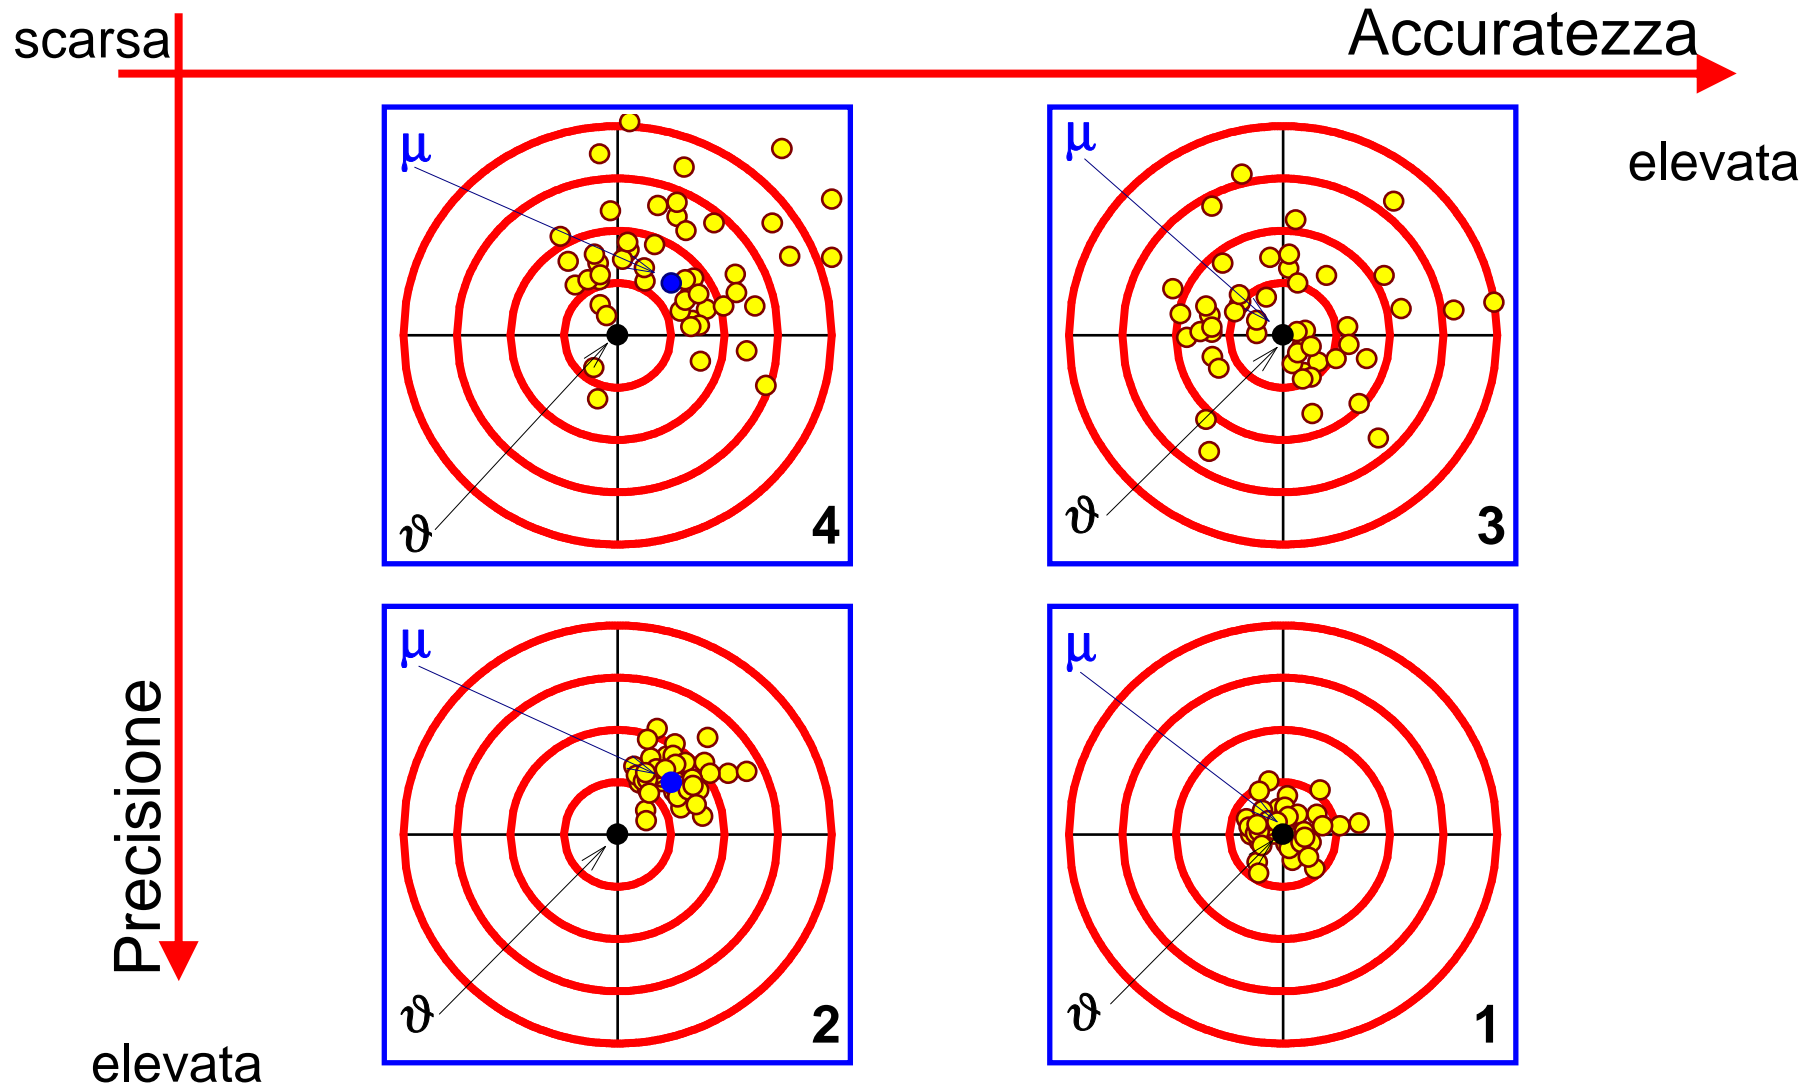 scarsa
Accuratezza
elevata
μ
ϑ
4
μ
ϑ
3
Precisione
μ
ϑ
2
μ
ϑ
1
elevata